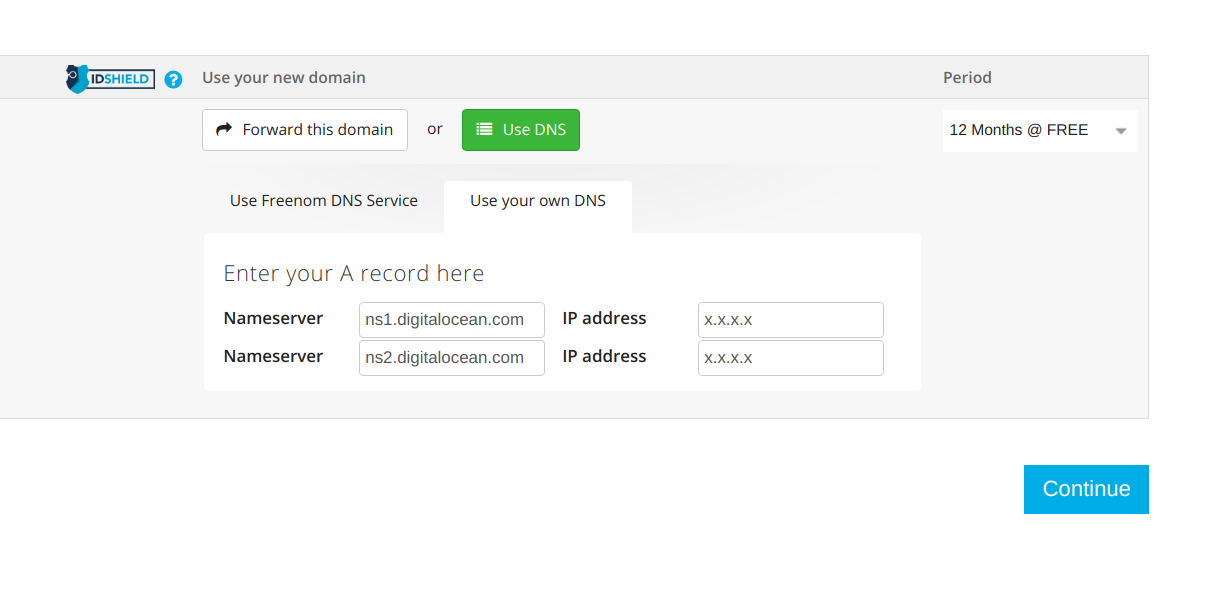 IDSHIELD ? Use your new domain Period
Forward this domain or Use DNS 12 Months @ FREE
Use Freenom DNS Service Use your own DNS
Enter your A record here
Nameserver ns1.digitalocean.com IP address x.x.x.x
Nameserver ns2.digitalocean.com IP address x.x.x.x
Continue